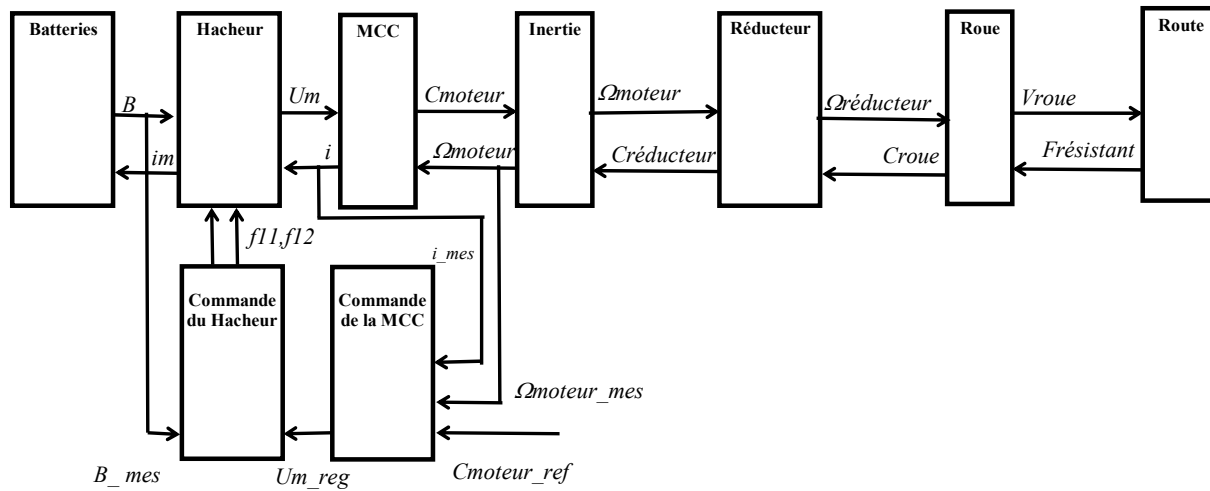 Batteries
Hacheur
MCC
Inertie
Réducteur
Roue
Route
B
Um
Cmoteur
Ωmoteur
Ωréducteur
Vroue
im
i
Ωmoteur
Créducteur
Croue
Frésistant
f11,f12
i_mes
Commande
du Hacheur
Commande
de la MCC
Ωmoteur_mes
B_ mes
Um_reg
Cmoteur_ref